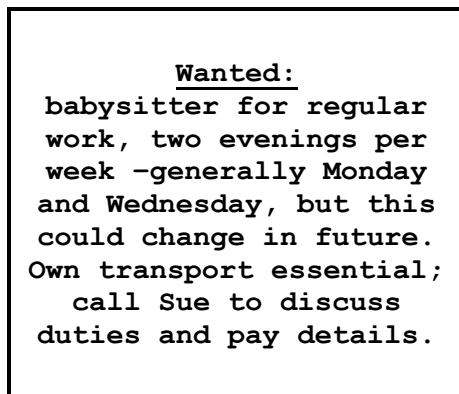 Wanted:
babysitter for regular
work, two evenings per
week –generally Monday
and Wednesday, but this
could change in future.
Own transport essential;
call Sue to discuss
duties and pay details.